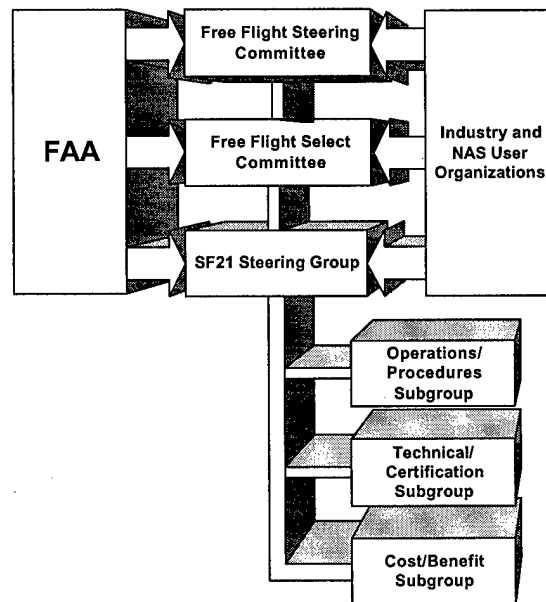 Free Flight Steering
Committee
FAA
Free Flight Select
Committee
Industry and
NAS User
Organizations
SF21 Steering Group
Operations/
Procedures
Subgroup
Technical/
Certification
Subgroup
Cost/Benefit
Subgroup